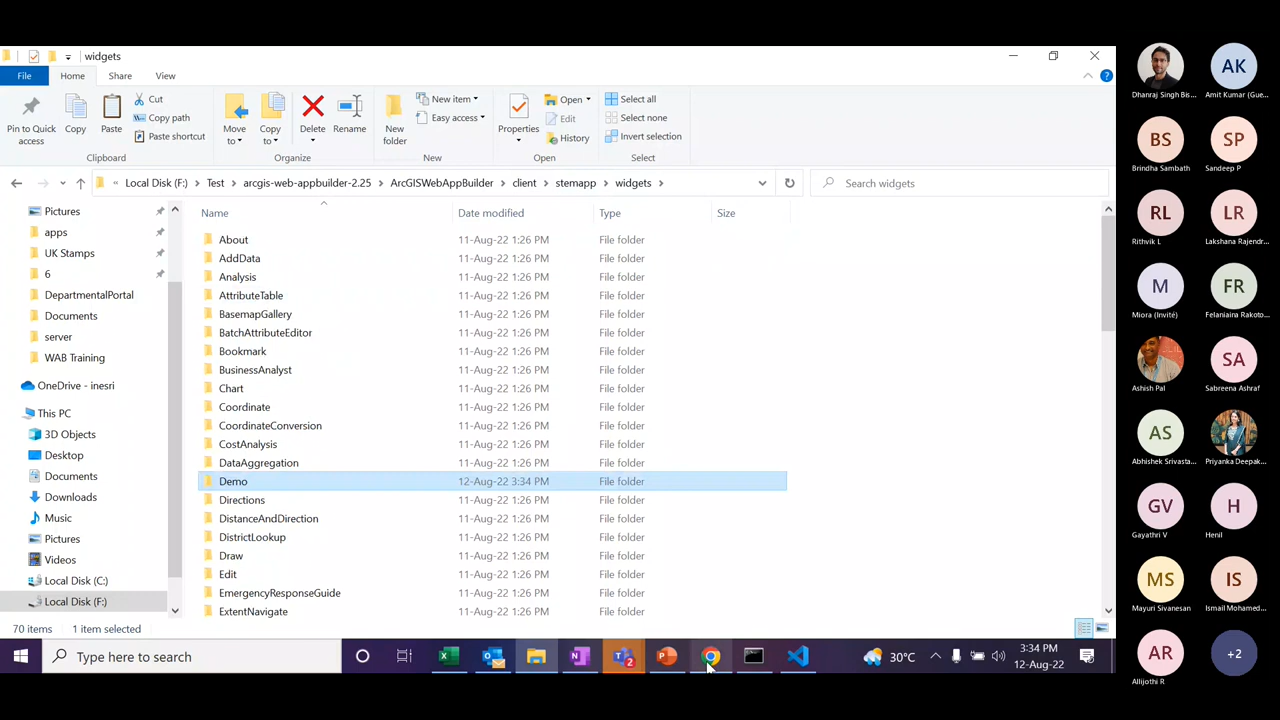 widgets
File Home Share View
Pin to Quick access
Copy
Paste
Cut
Copy path
Paste shortcut
Clipboard
Move to
Copy to
Delete
Rename
Organize
New folder
New item
Easy access
New
Properties
Open
Edit
History
Open
Select all
Select none
Invert selection
Select
« Local Disk (F:) > Test > arcgis-web-appbuilder-2.25 > ArcGISWebAppBuilder > client > stemapp > widgets >
Search widgets
Pictures
apps
UK Stamps
6
DepartmentalPortal
Documents
server
WAB Training
OneDrive - inesri
This PC
3D Objects
Desktop
Documents
Downloads
Music
Pictures
Videos
Local Disk (C:)
Local Disk (F:)
Name Date modified Type Size
About 11-Aug-22 1:26 PM File folder
AddData 11-Aug-22 1:26 PM File folder
Analysis 11-Aug-22 1:26 PM File folder
AttributeTable 11-Aug-22 1:26 PM File folder
BasemapGallery 11-Aug-22 1:26 PM File folder
BatchAttributeEditor 11-Aug-22 1:26 PM File folder
Bookmark 11-Aug-22 1:26 PM File folder
BusinessAnalyst 11-Aug-22 1:26 PM File folder
Chart 11-Aug-22 1:26 PM File folder
Coordinate 11-Aug-22 1:26 PM File folder
CoordinateConversion 11-Aug-22 1:26 PM File folder
CostAnalysis 11-Aug-22 1:26 PM File folder
DataAggregation 11-Aug-22 1:26 PM File folder
Demo 12-Aug-22 3:34 PM File folder
Directions 11-Aug-22 1:26 PM File folder
DistanceAndDirection 11-Aug-22 1:26 PM File folder
DistrictLookup 11-Aug-22 1:26 PM File folder
Draw 11-Aug-22 1:26 PM File folder
Edit 11-Aug-22 1:26 PM File folder
EmergencyResponseGuide 11-Aug-22 1:26 PM File folder
ExtentNavigate 11-Aug-22 1:26 PM File folder
70 items 1 item selected
Type here to search
30°C
3:34 PM
12-Aug-22
Dhanraj Singh Bis...
AK
Amit Kumar (Gue...
BS
Brindha Sambath
SP
Sandeep P
RL
Rithvik L
LR
Lakshana Rajendr...
M
Miora (Invité)
FR
Felaniaina Rakoto...
Ashish Pal
SA
Sabreena Ashraf
AS
Abhishek Srivasta...
Priyanka Deepak...
GV
Gayathri V
H
Henil
MS
Mayuri Sivanesan
IS
Ismail Mohamed...
AR
Allijothi R
+2